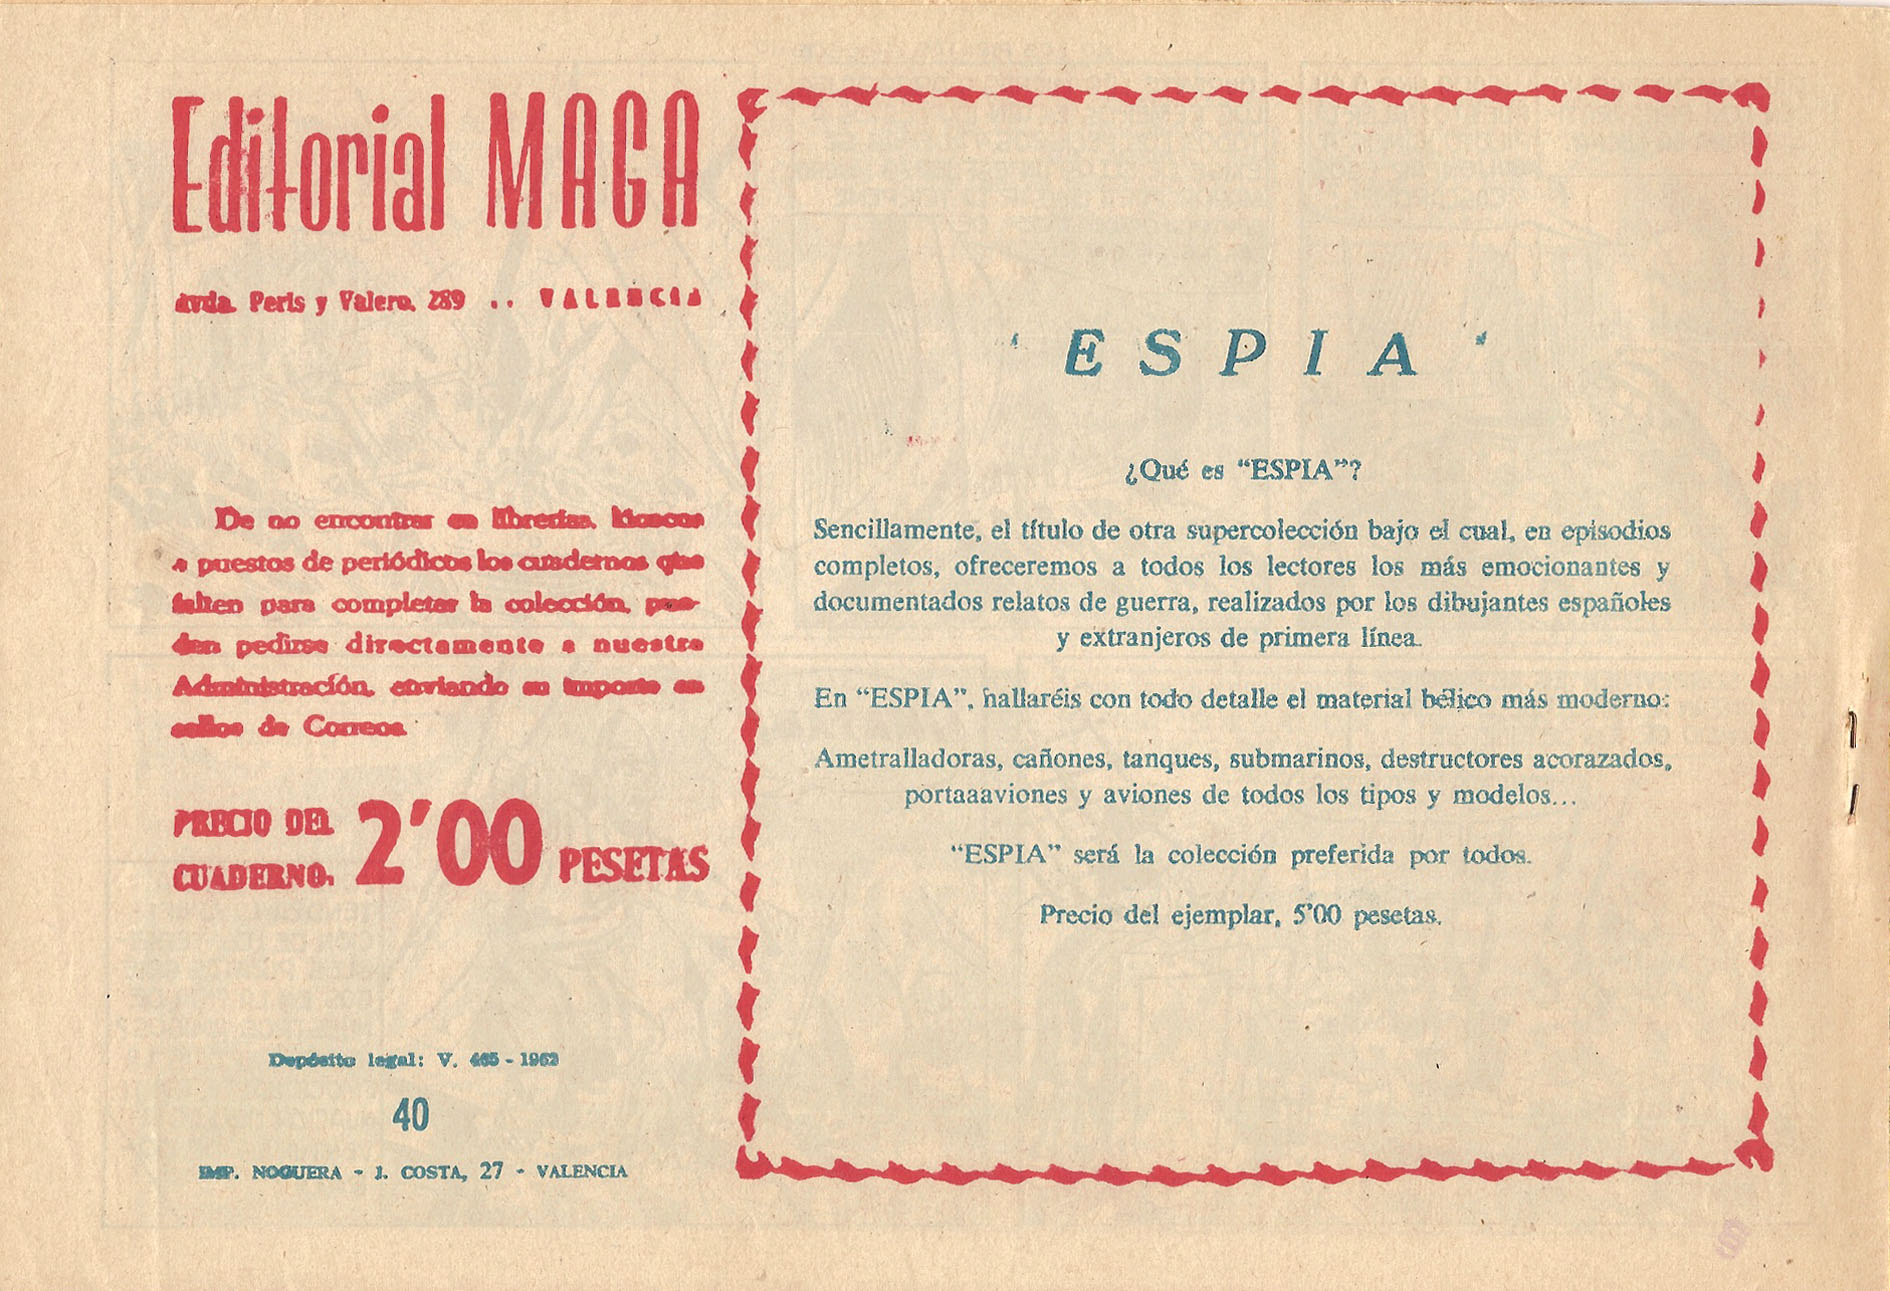 Editorial MAGA
Avda. Peris y Valero, 289 .. VALENCIA
De no encontrar en librerías, kioscos
o puestos de periódicos los cuadernos que
falten para completar la colección, pue-
den pedirse directamente a nuestra
Administración, enviando su importe en
sellos de Correos
PRECIO DEL
CUADERNO, 2'00 PESETAS
Depósito legal: V. 465 - 1962
40
IMP. NOGUERA - J. COSTA, 27 - VALENCIA
' ESPIA '
¿Qué es “ESPIA”?
Sencillamente, el título de otra supercolección bajo el cual, en episodios
completos, ofreceremos a todos los lectores los más emocionantes y
documentados relatos de guerra, realizados por los dibujantes españoles
y extranjeros de primera línea.
En “ESPIA”, hallaréis con todo detalle el material bélico más moderno:
Ametralladoras, cañones, tanques, submarinos, destructores acorazados,
portaaaviones y aviones de todos los tipos y modelos...
“ESPIA” será la colección preferida por todos.
Precio del ejemplar, 5'00 pesetas.